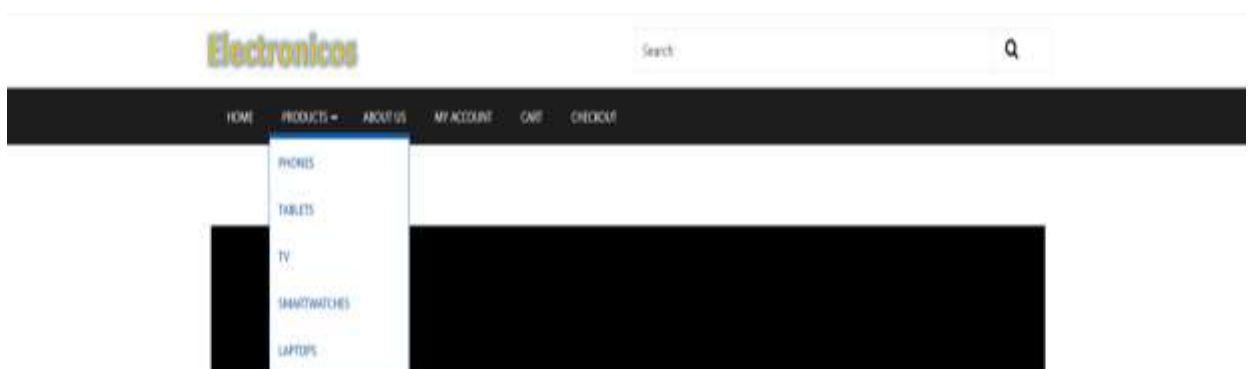 Electronicos
Search
HOME PRODUCTS ABOUT US MY ACCOUNT CART CHECKOUT
PHONES
TABLETS
TV
SMARTWATCHES
LAPTOPS